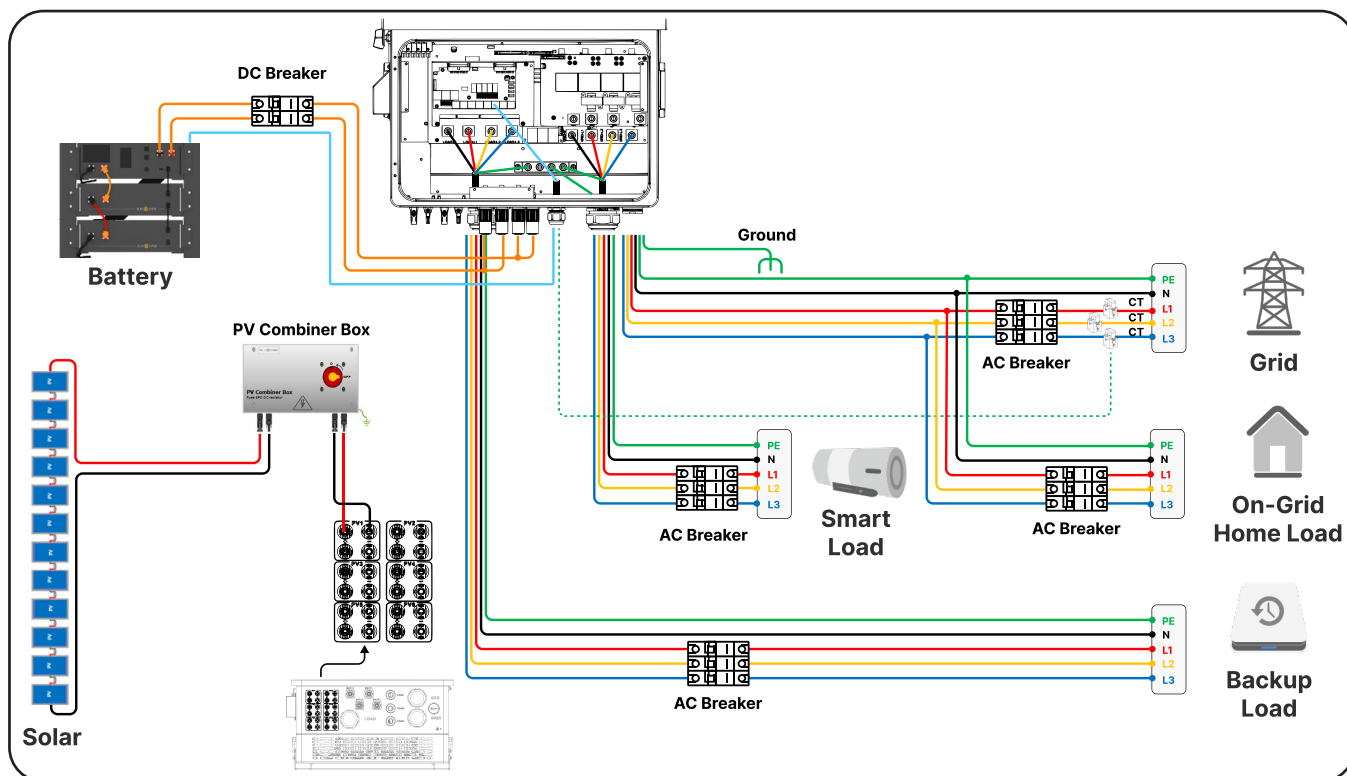 DC Breaker
Battery
Ground
PE
N
L1
L2
L3
CT
CT
CT
AC Breaker
Grid
PV Combiner Box
PV Combiner Box
OFF
Solar
PE
N
L1
L2
L3
AC Breaker
Smart
Load
PE
N
L1
L2
L3
AC Breaker
On-Grid
Home Load
PV1
PV2
PV3
PV4
PV5
PV6
LOAD
PE
N
L1
L2
L3
AC Breaker
Backup
Load